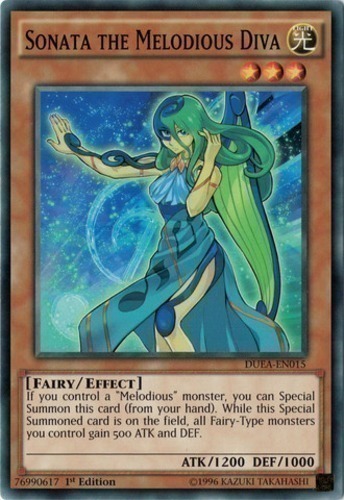 Sonata the Melodious Diva
LIGHT
光
DUEA-EN015
[Fairy/Effect]
If you control a "Melodious" monster, you can Special
Summon this card (from your hand). While this Special
Summoned card is on the field, all Fairy-Type monsters
you control gain 500 ATK and DEF.
ATK/1200 DEF/1000
76990617 1st Edition ©1996 KAZUKI TAKAHASHI